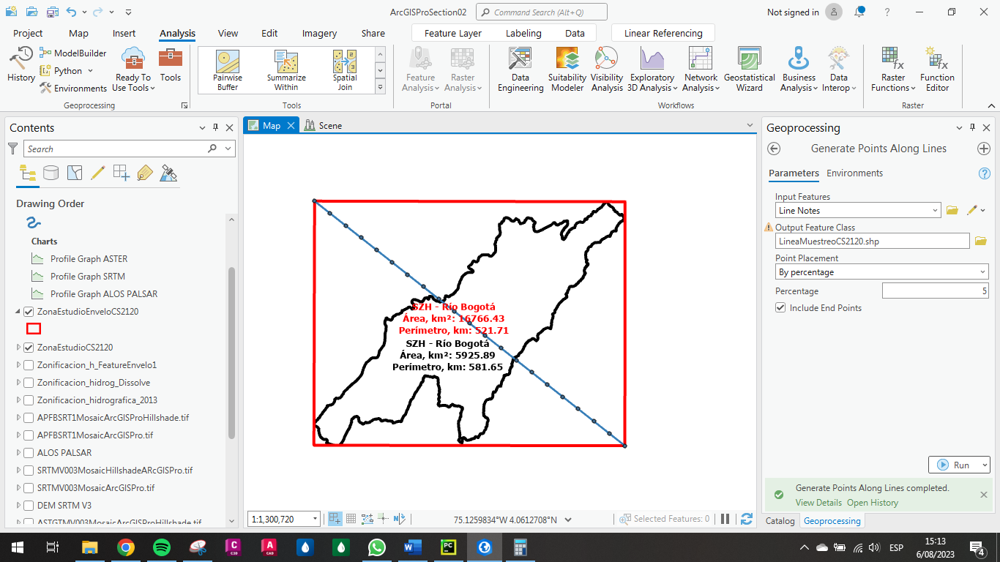 ArcGISProSection02
Command Search (Alt+Q)
Not signed in
?
Project
Map
Insert
Analysis
View
Edit
Imagery
Share
Feature Layer
Labeling
Data
Linear Referencing
History
ModelBuilder
Python
Environments
Ready To
Use Tools
Tools
Pairwise
Buffer
Summarize
Within
Spatial
Join
Feature
Analysis
Raster
Analysis
Data
Engineering
Suitability
Modeler
Visibility
Analysis
Exploratory
3D Analysis
Network
Analysis
Geostatistical
Wizard
Business
Analysis
Data
Interop
Raster
Functions
Function
Editor
Geoprocessing
Tools
Portal
Workflows
Raster
Contents
Search
Drawing Order
Charts
Profile Graph ASTER
Profile Graph SRTM
Profile Graph ALOS PALSAR
ZonaEstudioEnveloCS2120
ZonaEstudioCS2120
Zonificacion_h_FeatureEnvelo1
Zonificacion_hidrog_Dissolve
Zonificacion_hidrografica_2013
APFBSRT1MosaicArcGISProHillshade.tif
APFBSRT1MosaicArcGISPro.tif
ALOS PALSAR
SRTMV003MosaicHillshadeARcGISPro.tif
SRTMV003MosaicArcGISPro.tif
DEM SRTM V3
ASTGTMV003MosaicArcGISProHillshade.tif
Map
Scene
SZH - Río Bogotá
Área, km²: 16766.43
Perímetro, km: 521.71
SZH - Río Bogotá
Área, km²: 5925.89
Perímetro, km: 581.65
1:1,300,720
75.1259834°W 4.0612708°N
Selected Features: 0
Geoprocessing
Generate Points Along Lines
Parameters
Environments
?
Input Features
Line Notes
Output Feature Class
LineaMuestreoCS2120.shp
Point Placement
By percentage
Percentage
5
Include End Points
Run
Generate Points Along Lines completed.
View Details Open History
Catalog
Geoprocessing
C
C3D
A
CAD
W
PC
ESP
15:13
6/08/2023
4